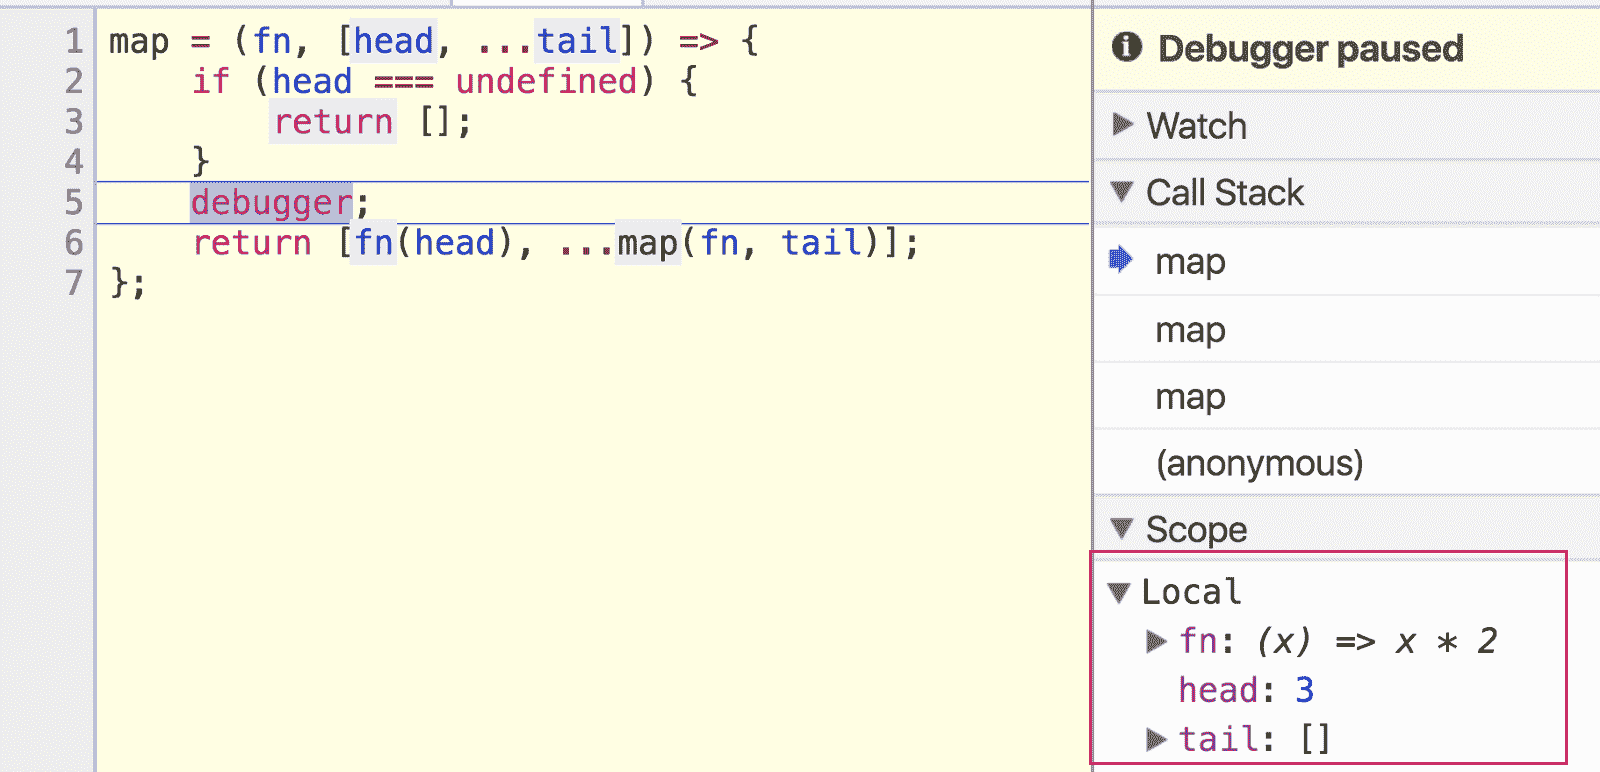 1 map = (fn, [head, ...tail]) => {
2     if (head === undefined) {
3         return [];
4     }
5     debugger;
6     return [fn(head), ...map(fn, tail)];
7 };
Debugger paused
Watch
Call Stack
map
map
map
(anonymous)
Scope
Local
fn: (x) => x * 2
head: 3
tail: []